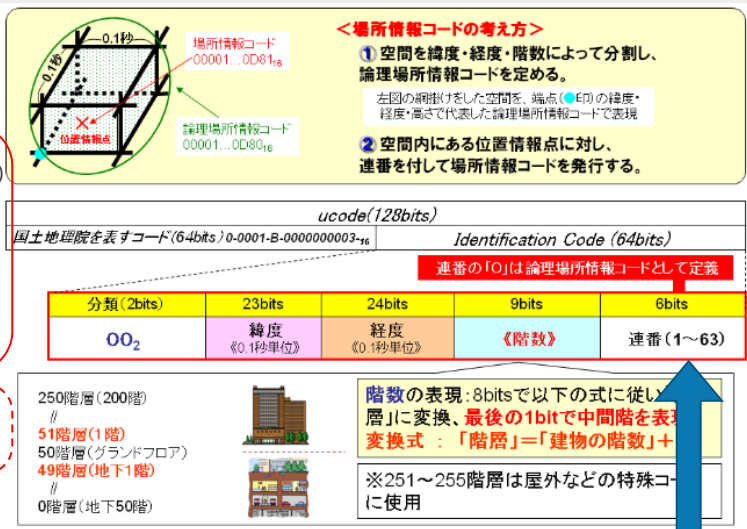 0.1秒
0.1秒
場所情報コード
00001...0D81₁₆
位置情報点
論理場所情報コード
00001...0D80₁₆
<場所情報コードの考え方>
① 空間を緯度・経度・階数によって分割し、
論理場所情報コードを定める。
左図の網掛けをした空間を、端点(●印)の緯度・
経度・高さで代表した論理場所情報コードで表現
② 空間内にある位置情報点に対し、
連番を付して場所情報コードを発行する。
ucode(128bits)
国土地理院を表すコード(64bits) 0-0001-B-0000000003-₁₆
Identification Code (64bits)
連番の「0」は論理場所情報コードとして定義
分類(2bits) 23bits 24bits 9bits 6bits
00₂ 緯度 経度 《階数》 連番(1～63)
《0.1秒単位》 《0.1秒単位》
250階層(200階)
〃
51階層(1階)
50階層(グランドフロア)
49階層(地下1階)
〃
0階層(地下50階)
階数の表現:8bitsで以下の式に従い
層」に変換、最後の1bitで中間階を表
変換式 : 「階層」=「建物の階数」+
※251～255階層は屋外などの特殊コー
に使用